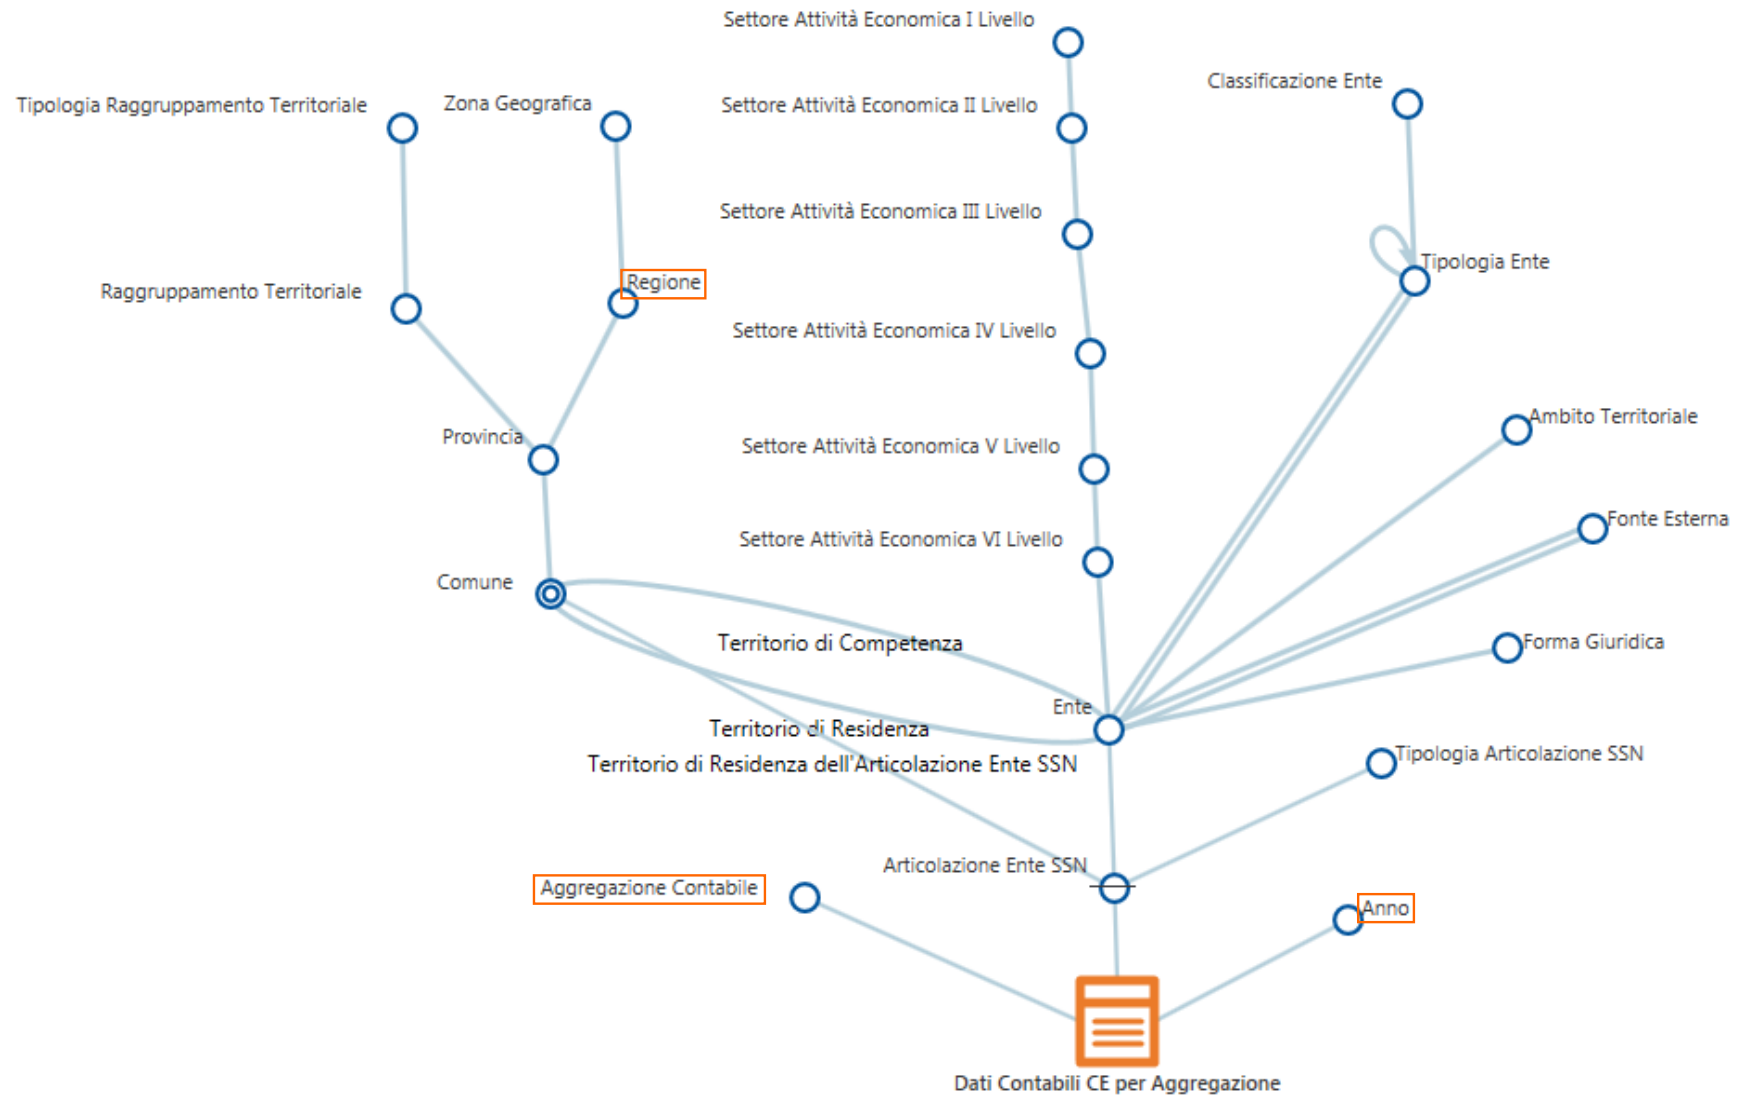 Settore Attività Economica I Livello
Classificazione Ente
Tipologia Raggruppamento Territoriale
Zona Geografica
Settore Attività Economica II Livello
Settore Attività Economica III Livello
Tipologia Ente
Raggruppamento Territoriale
Regione
Settore Attività Economica IV Livello
Ambito Territoriale
Provincia
Settore Attività Economica V Livello
Fonte Esterna
Settore Attività Economica VI Livello
Comune
Territorio di Competenza
Forma Giuridica
Ente
Territorio di Residenza
Tipologia Articolazione SSN
Territorio di Residenza dell'Articolazione Ente SSN
Articolazione Ente SSN
Aggregazione Contabile
Anno
Dati Contabili CE per Aggregazione